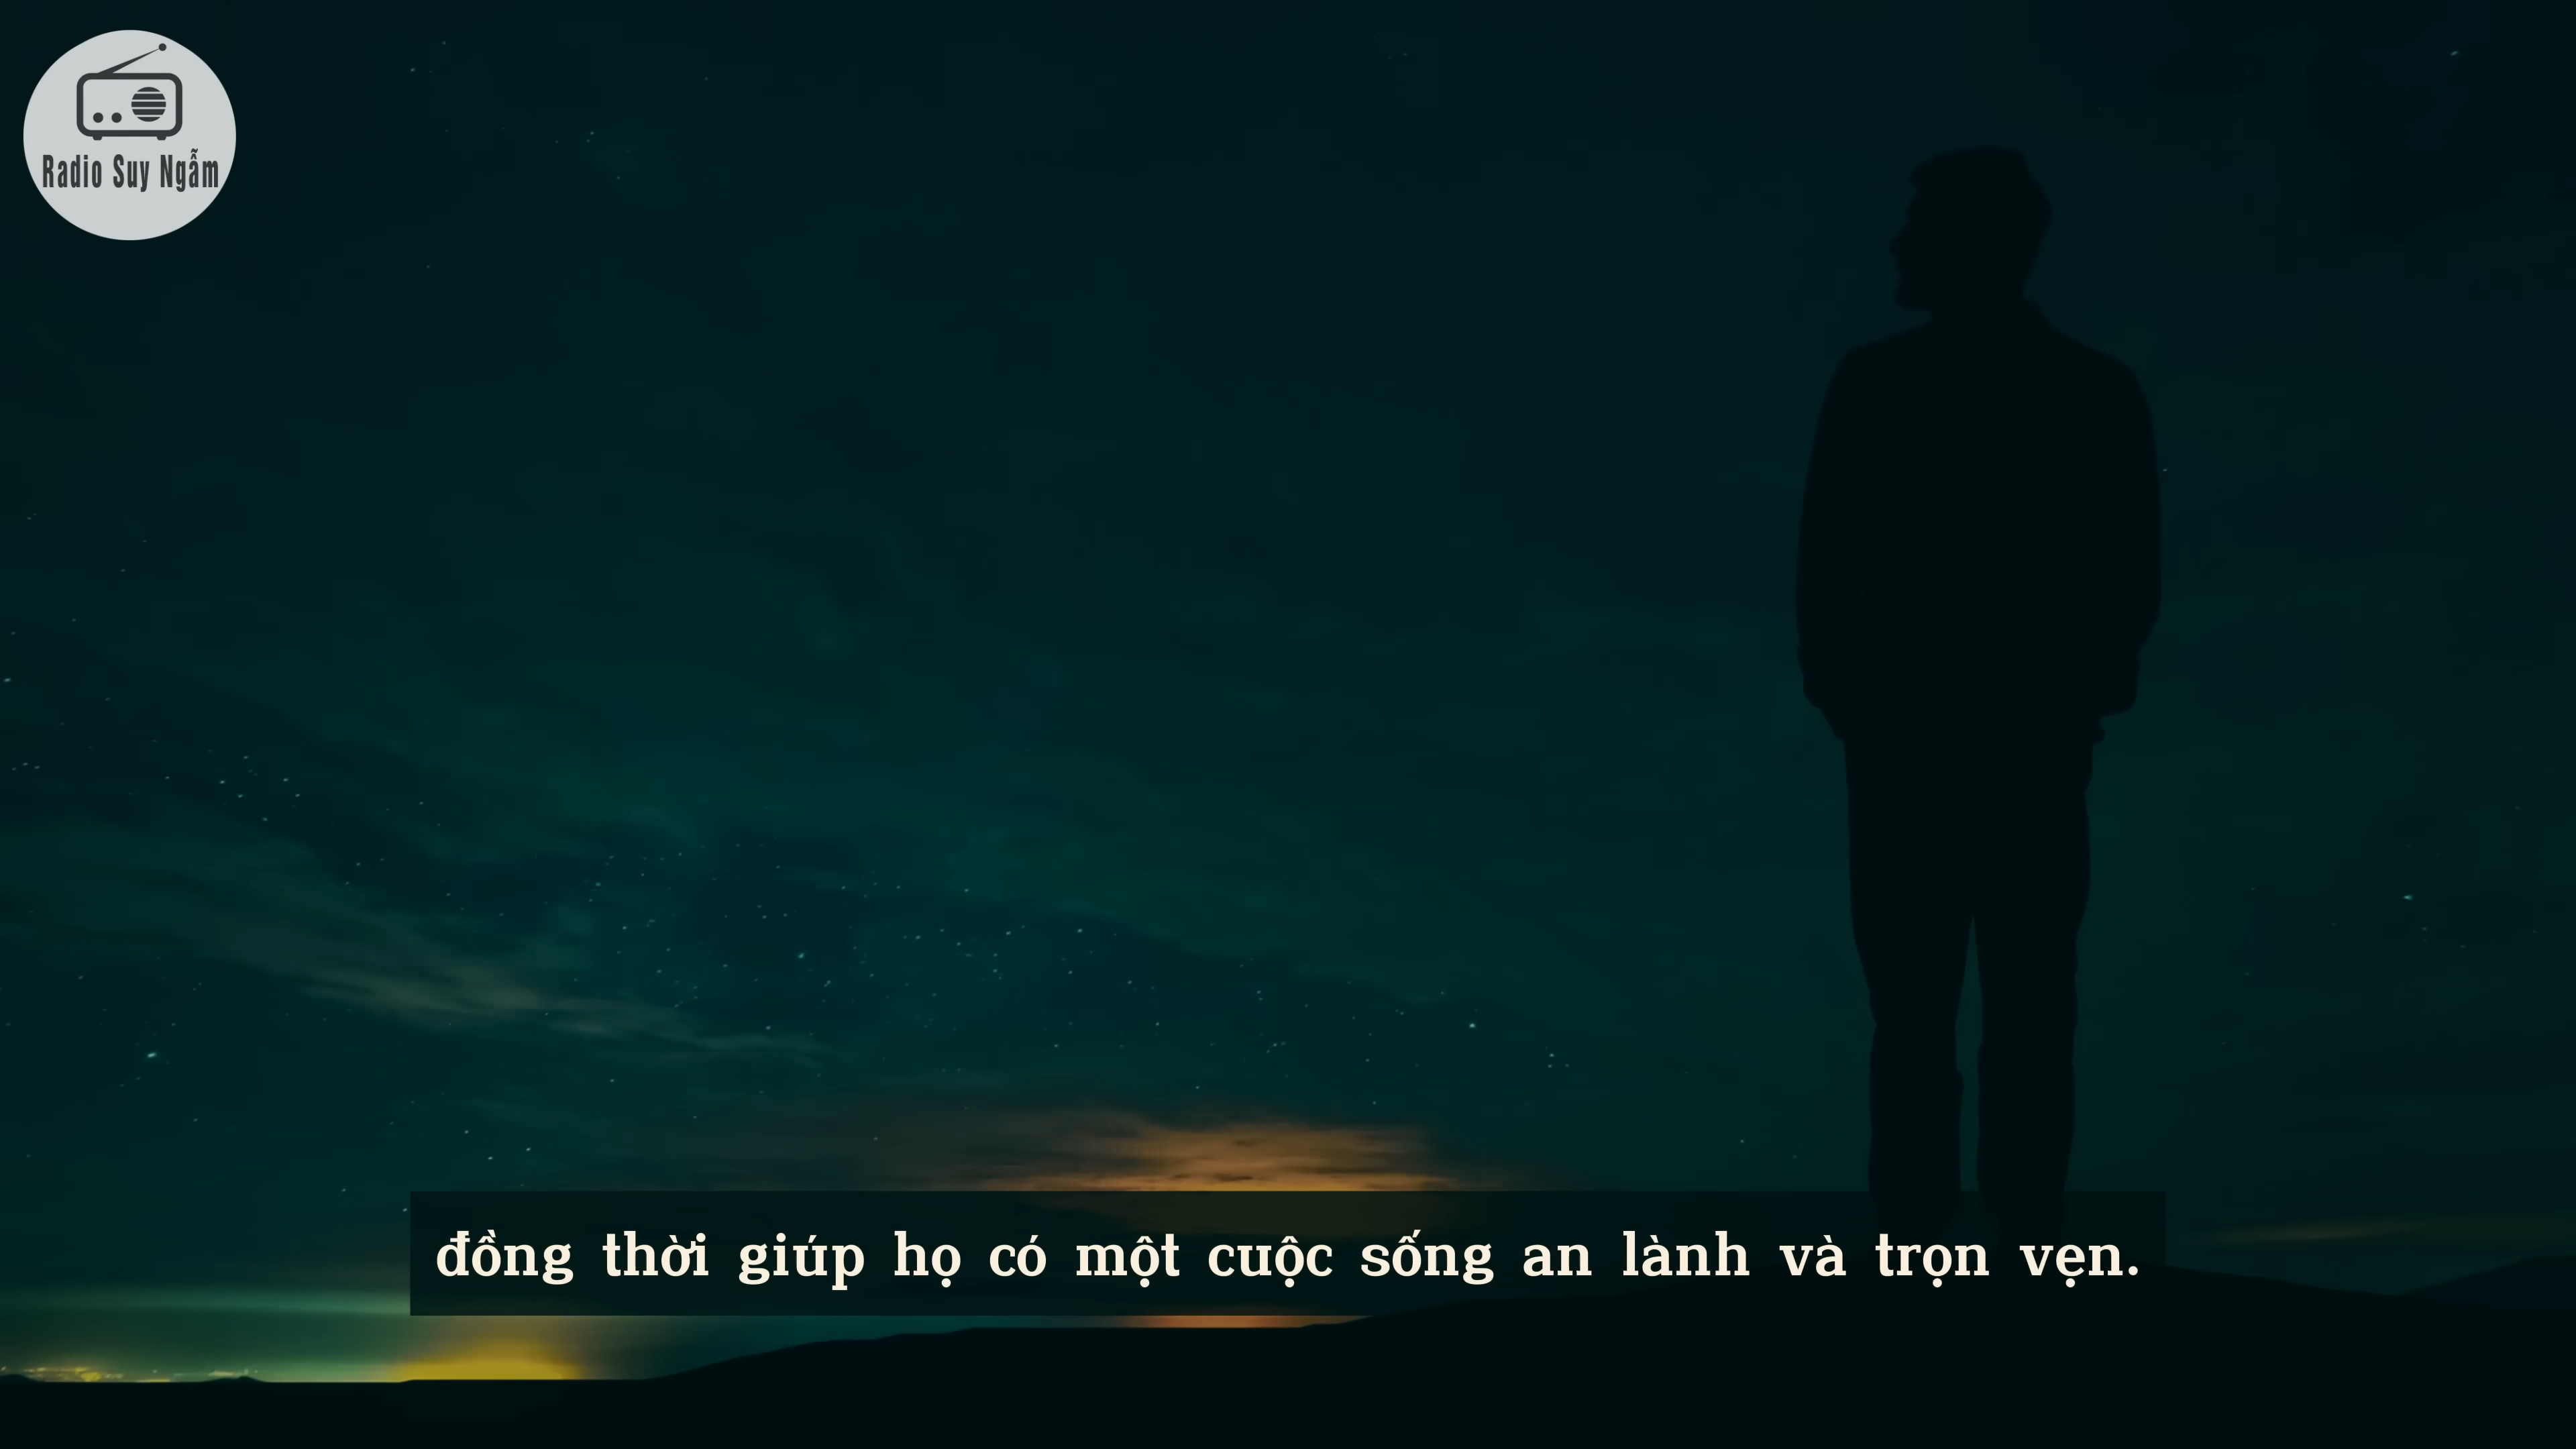 Radio Suy Ngẫm
đồng thời giúp họ có một cuộc sống an lành và trọn vẹn.